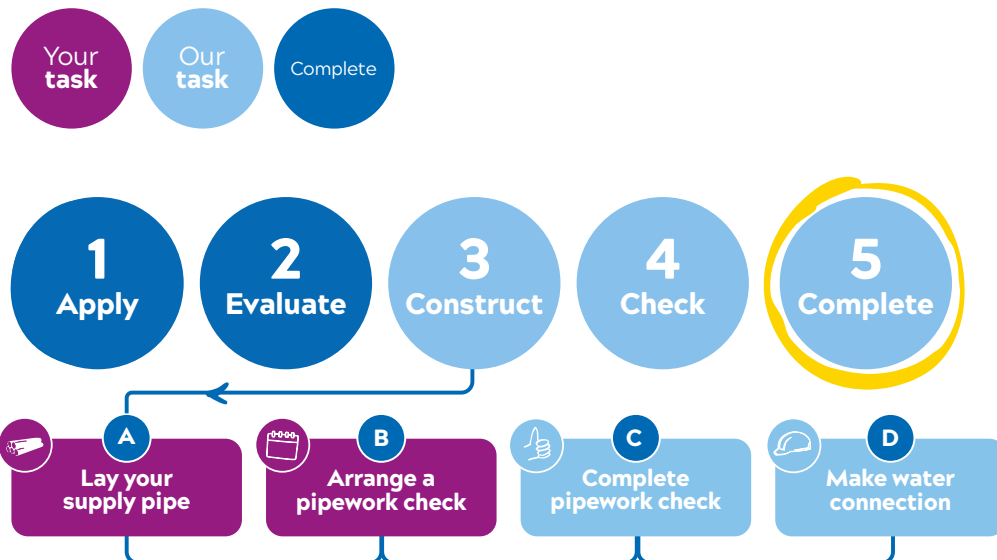 Your
task
Our
task
Complete
1
Apply
2
Evaluate
3
Construct
4
Check
5
Complete
A
Lay your
supply pipe
B
Arrange a
pipework check
C
Complete
pipework check
D
Make water
connection